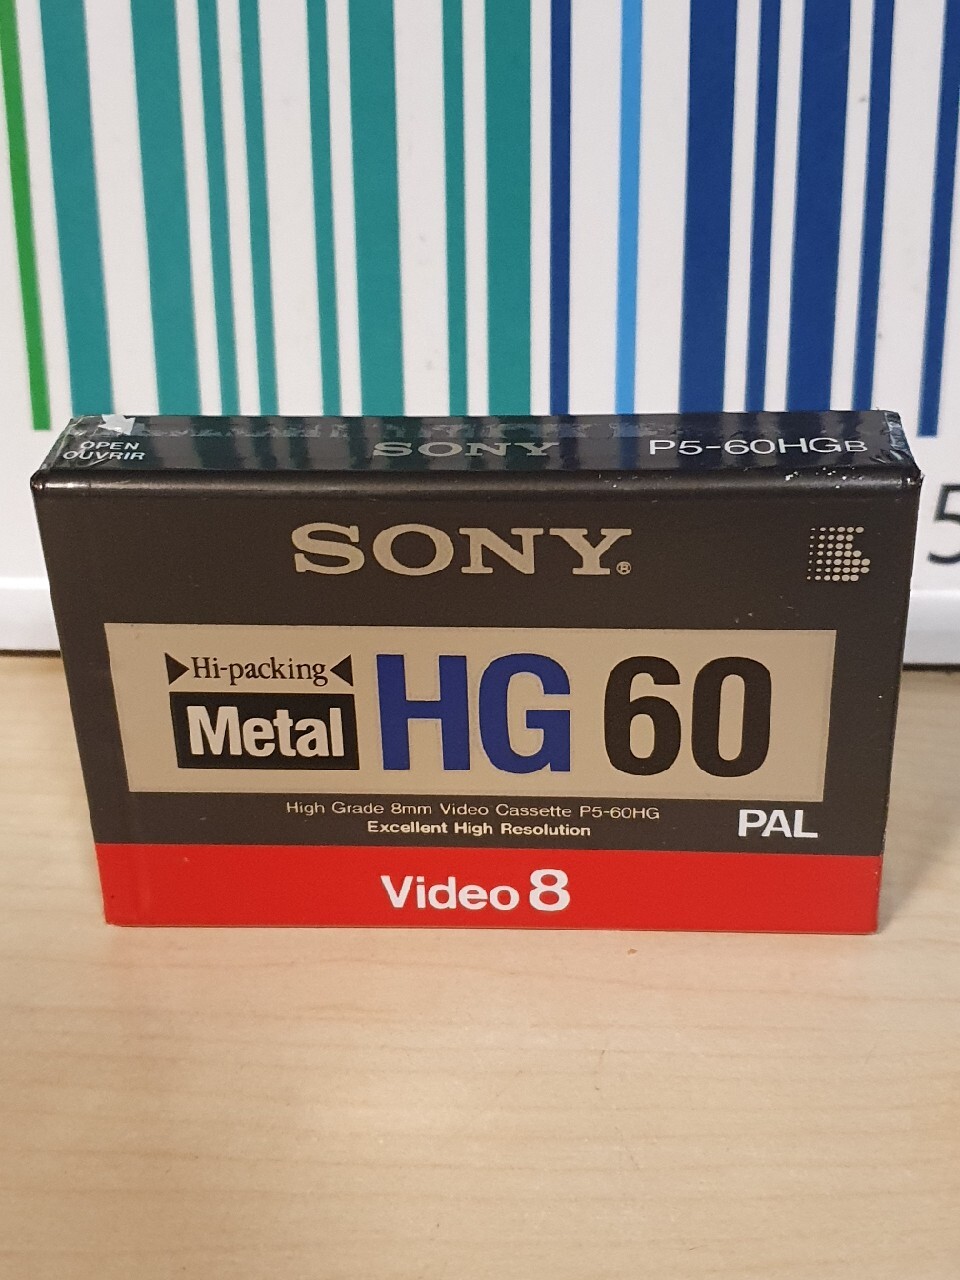 OPEN
OUVRIR
SONY
P5-60HGB
SONY®
Hi-packing
Metal
HG 60
High Grade 8mm Video Cassette P5-60HG
Excellent High Resolution
PAL
Video 8
5